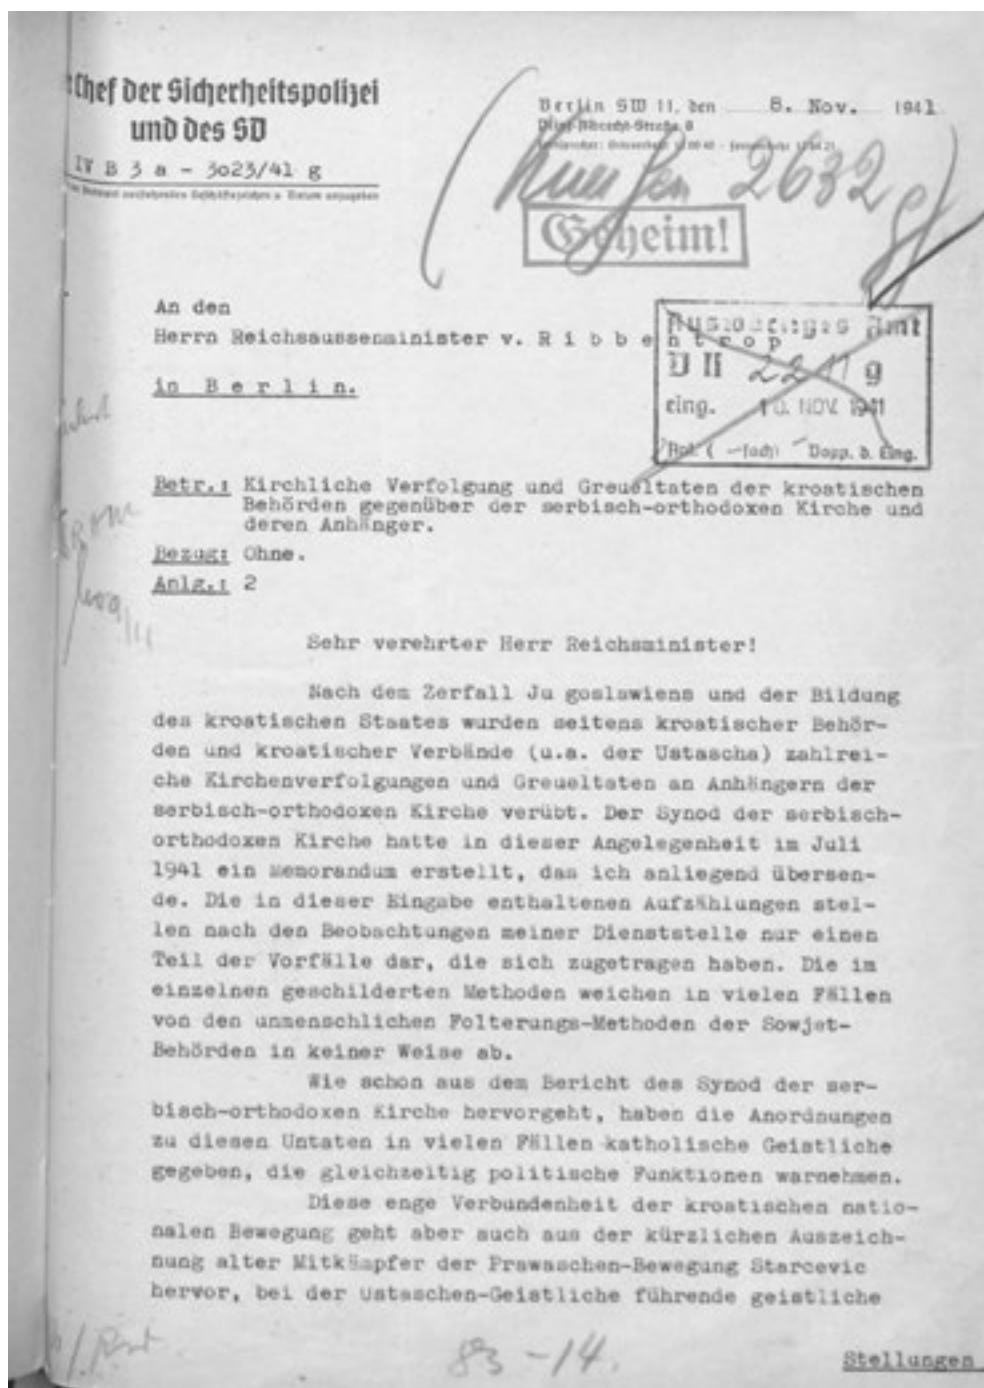 Chef der Sicherheitspolizei
und des SD
IV B 3 a - 3023/41 g
Berlin SW 11, den 8. Nov. 1941
Prinz-Albrecht-Straße 8
2632
Geheim!
An den
Herrn Reichsaussenminister v. R i b b e n t r o p
in B e r l i n.
Auswärtiges Amt
D II 2211 g
eing. 10. NOV. 1941
Anl. ( -fach) Dopp. d. Eing.
Betr.: Kirchliche Verfolgung und Greueltaten der kroatischen
Behörden gegenüber der serbisch-orthodoxen Kirche und
deren Anhänger.
Bezug: Ohne.
Anlg.: 2
Sehr verehrter Herr Reichsminister!
Nach dem Zerfall Ju goslawiens und der Bildung
des kroatischen Staates wurden seitens kroatischer Behör-
den und kroatischer Verbände (u.a. der Ustascha) zahlrei-
che Kirchenverfolgungen und Greueltaten an Anhängern der
serbisch-orthodoxen Kirche verübt. Der Synod der serbisch-
orthodoxen Kirche hatte in dieser Angelegenheit im Juli
1941 ein Memorandum erstellt, das ich anliegend übersen-
de. Die in dieser Eingabe enthaltenen Aufzählungen stel-
len nach den Beobachtungen meiner Dienststelle nur einen
Teil der Vorfälle dar, die sich zugetragen haben. Die im
einzelnen geschilderten Methoden weichen in vielen Fällen
von den unmenschlichen Folterungs-Methoden der Sowjet-
Behörden in keiner Weise ab.
Wie schon aus dem Bericht des Synod der ser-
bisch-orthodoxen Kirche hervorgeht, haben die Anordnungen
zu diesen Untaten in vielen Fällen katholische Geistliche
gegeben, die gleichzeitig politische Funktionen warnehmen.
Diese enge Verbundenheit der kroatischen natio-
nalen Bewegung geht aber auch aus der kürzlichen Auszeich-
nung alter Mitkämpfer der Prawaschen-Bewegung Starcevic
hervor, bei der Ustaschen-Geistliche führende geistliche
83-14.
Stellungen